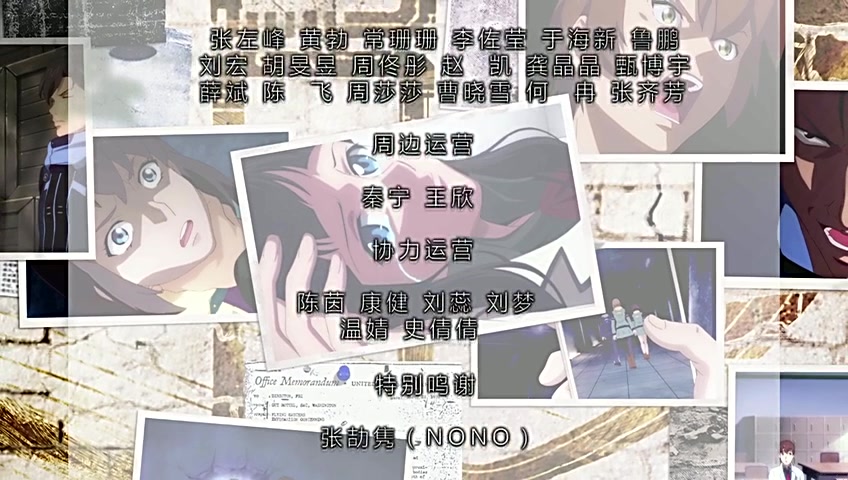 张左峰 黄勃 常珊珊 李佐莹 于海新 鲁鹏
刘宏 胡旻昱 周佟彤 赵 凯 龚晶晶 甄博宇
薛斌 陈 飞 周莎莎 曹晓雪 何 冉 张齐芳
周边运营
秦宁 王欣
协力运营
陈茵 康健 刘蕊 刘梦
温婧 史倩倩
Office Memorandum
特别鸣谢
DIRECTOR, FBI
张劼隽(NONO)